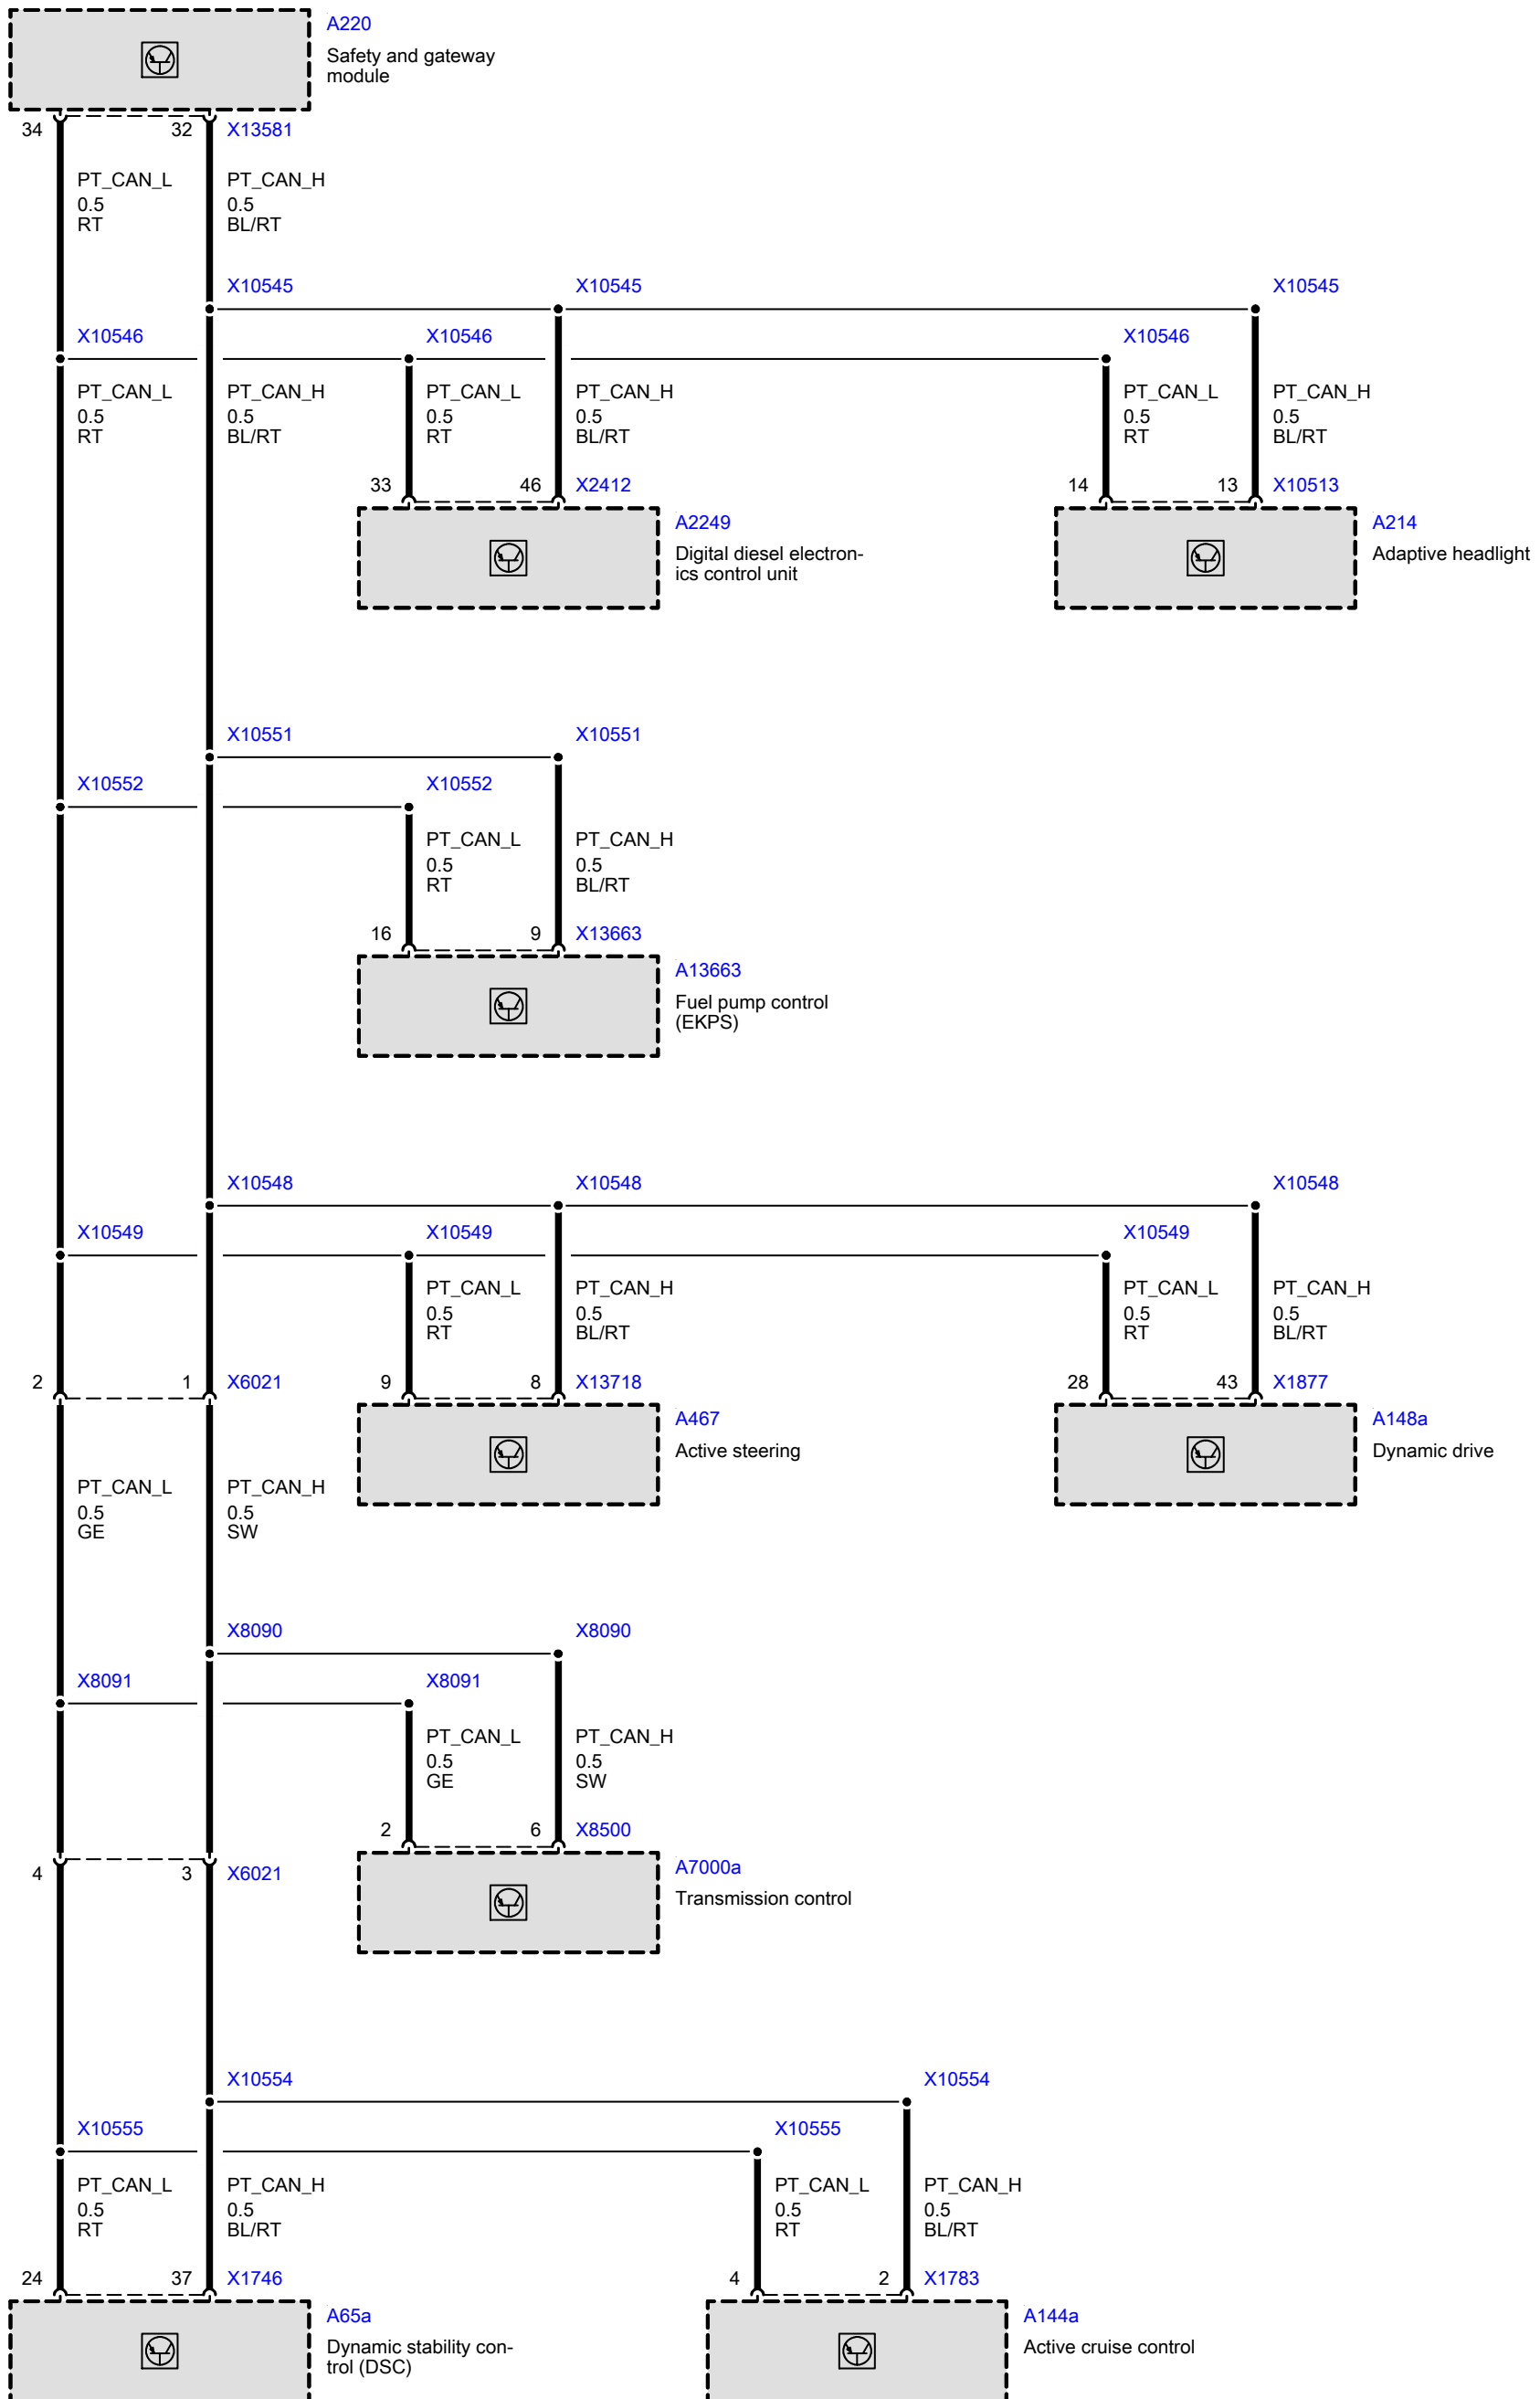 A220
Safety and gateway
module
34 32 X13581
PT_CAN_L PT_CAN_H
0.5 0.5
RT BL/RT
X10545 X10545 X10545
X10546 X10546 X10546
PT_CAN_L PT_CAN_H PT_CAN_L PT_CAN_H PT_CAN_L PT_CAN_H
0.5 0.5 0.5 0.5 0.5 0.5
RT BL/RT RT BL/RT RT BL/RT
33 46 X2412 14 13 X10513
A2249 A214
Digital diesel electron- Adaptive headlight
ics control unit
X10551 X10551
X10552 X10552
PT_CAN_L PT_CAN_H
0.5 0.5
RT BL/RT
16 9 X13663
A13663
Fuel pump control
(EKPS)
X10548 X10548 X10548
X10549 X10549 X10549
PT_CAN_L PT_CAN_H PT_CAN_L PT_CAN_H
0.5 0.5 0.5 0.5
RT BL/RT RT BL/RT
2 1 X6021 9 8 X13718 28 43 X1877
A467 A148a
Active steering Dynamic drive
PT_CAN_L PT_CAN_H
0.5 0.5
GE SW
X8090 X8090
X8091 X8091
PT_CAN_L PT_CAN_H
0.5 0.5
GE SW
2 6 X8500
4 3 X6021 A7000a
Transmission control
X10554 X10554
X10555 X10555
PT_CAN_L PT_CAN_H PT_CAN_L PT_CAN_H
0.5 0.5 0.5 0.5
RT BL/RT RT BL/RT
24 37 X1746 4 2 X1783
A65a A144a
Dynamic stability con- Active cruise control
trol (DSC)